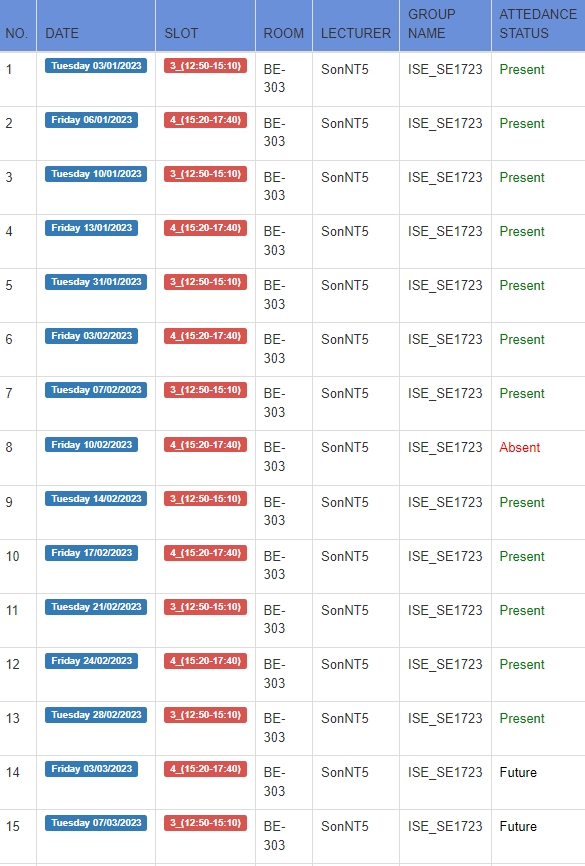 NO. DATE SLOT ROOM LECTURER GROUP NAME ATTEDANCE STATUS
1 Tuesday 03/01/2023 3_(12:50-15:10) BE-303 SonNT5 ISE_SE1723 Present
2 Friday 06/01/2023 4_(15:20-17:40) BE-303 SonNT5 ISE_SE1723 Present
3 Tuesday 10/01/2023 3_(12:50-15:10) BE-303 SonNT5 ISE_SE1723 Present
4 Friday 13/01/2023 4_(15:20-17:40) BE-303 SonNT5 ISE_SE1723 Present
5 Tuesday 31/01/2023 3_(12:50-15:10) BE-303 SonNT5 ISE_SE1723 Present
6 Friday 03/02/2023 4_(15:20-17:40) BE-303 SonNT5 ISE_SE1723 Present
7 Tuesday 07/02/2023 3_(12:50-15:10) BE-303 SonNT5 ISE_SE1723 Present
8 Friday 10/02/2023 4_(15:20-17:40) BE-303 SonNT5 ISE_SE1723 Absent
9 Tuesday 14/02/2023 3_(12:50-15:10) BE-303 SonNT5 ISE_SE1723 Present
10 Friday 17/02/2023 4_(15:20-17:40) BE-303 SonNT5 ISE_SE1723 Present
11 Tuesday 21/02/2023 3_(12:50-15:10) BE-303 SonNT5 ISE_SE1723 Present
12 Friday 24/02/2023 4_(15:20-17:40) BE-303 SonNT5 ISE_SE1723 Present
13 Tuesday 28/02/2023 3_(12:50-15:10) BE-303 SonNT5 ISE_SE1723 Present
14 Friday 03/03/2023 4_(15:20-17:40) BE-303 SonNT5 ISE_SE1723 Future
15 Tuesday 07/03/2023 3_(12:50-15:10) BE-303 SonNT5 ISE_SE1723 Future